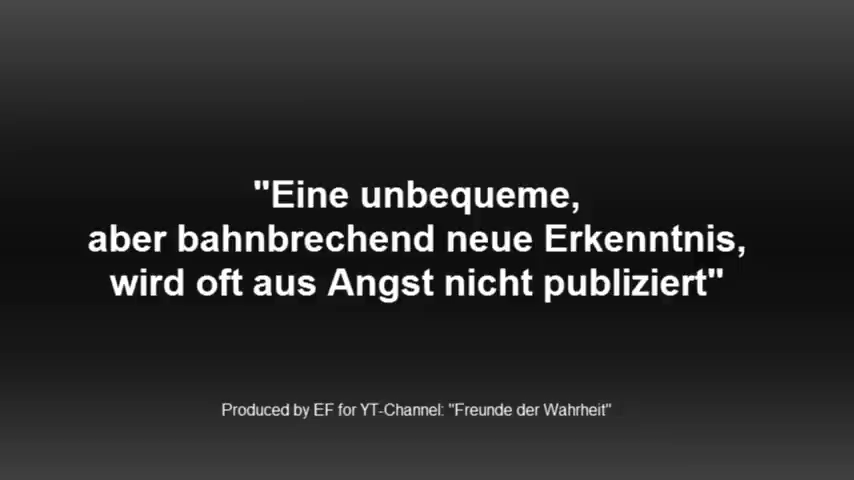 "Eine unbequeme,
aber bahnbrechend neue Erkenntnis,
wird oft aus Angst nicht publiziert"
Produced by EF for YT-Channel: "Freunde der Wahrheit"